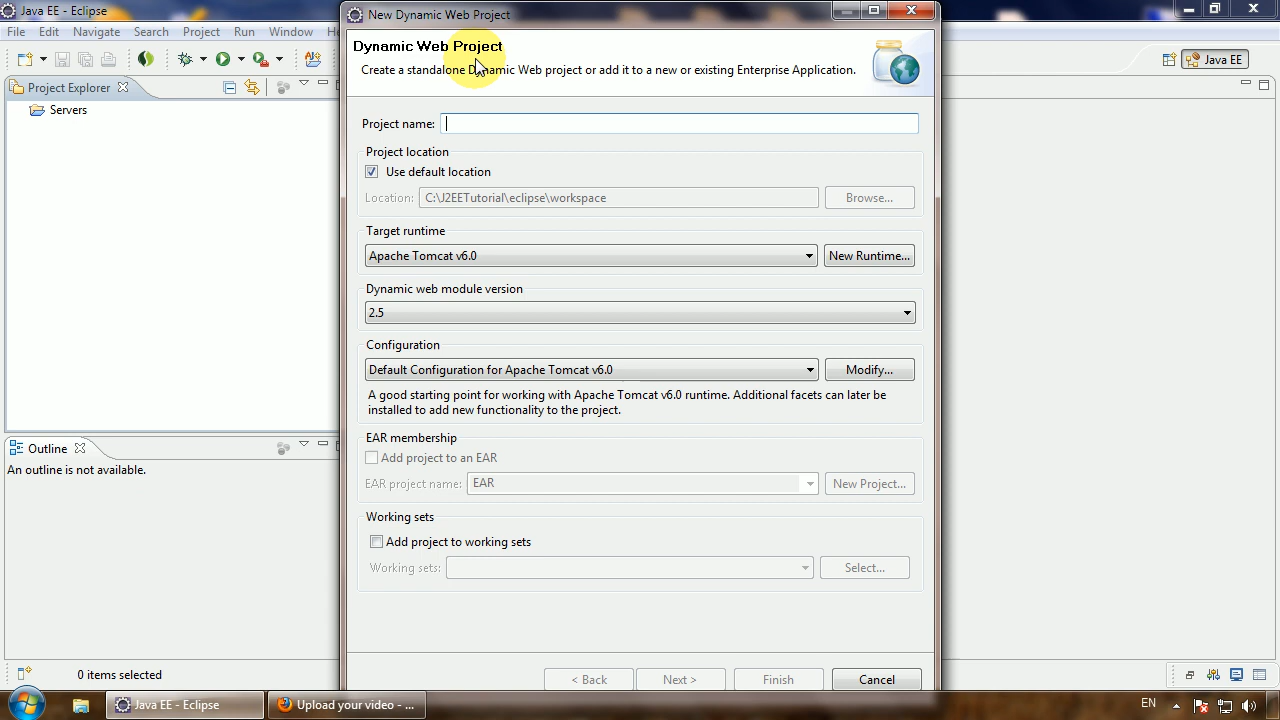 Java EE - Eclipse
File Edit Navigate Search Project Run Window Help
Project Explorer
Servers
Java EE
Outline
An outline is not available.
0 items selected
New Dynamic Web Project
Dynamic Web Project
Create a standalone Dynamic Web project or add it to a new or existing Enterprise Application.
Project name:
Project location
Use default location
Location: C:\J2EETutorial\eclipse\workspace Browse...
Target runtime
Apache Tomcat v6.0 New Runtime...
Dynamic web module version
2.5
Configuration
Default Configuration for Apache Tomcat v6.0 Modify...
A good starting point for working with Apache Tomcat v6.0 runtime. Additional facets can later be
installed to add new functionality to the project.
EAR membership
Add project to an EAR
EAR project name: EAR New Project...
Working sets
Add project to working sets
Working sets: Select...
< Back Next > Finish Cancel
Java EE - Eclipse Upload your video - ... EN